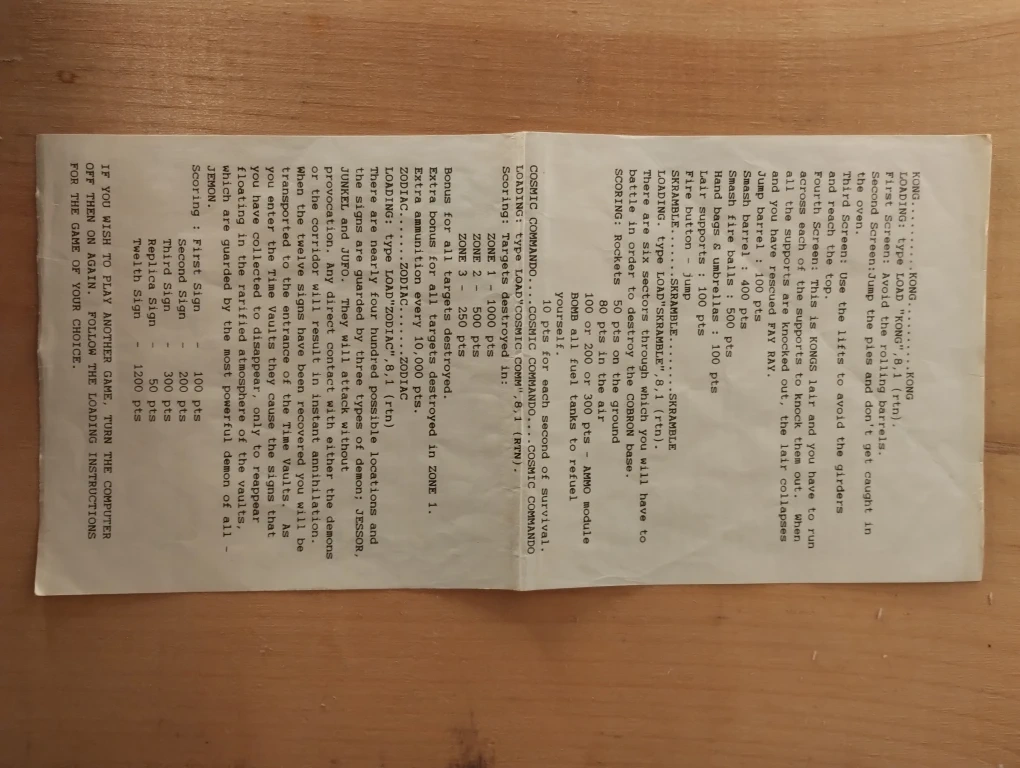 KONG.........KONG.........KONG
LOADING: type LOAD "KONG",8,1 (rtn).
First Screen: Avoid the rolling barrels.
Second Screen:Jump the pies and don't get caught in
the oven.
Third Screen: Use the lifts to avoid the girders
and reach the top.
Fourth Screen: This is KONGS lair and you have to run
across each of the supports to knock them out. When
all the supports are knocked out, the lair collapses
and you have rescued FAY RAY.
Jump barrel : 100 pts
Smash barrel : 400 pts
Smash fire balls : 500 pts
Hand bags & umbrellas : 100 pts
Lair supports : 100 pts
Fire button - jump
SKRAMBLE.......SKRAMBLE.......SKRAMBLE
LOADING. type LOAD"SKRAMBLE",8,1 (rtn).
There are six sectors through which you will have to
battle in order to destroy the COBRON base.
SCORING: Rockets 50 pts on the ground
80 pts in the air
100 or 200 or 300 pts - AMMO module
BOMB all fuel tanks to refuel
yourself.
10 pts for each second of survival.
COSMIC COMMANDO....COSMIC COMMANDO....COSMIC COMMANDO
LOADING: type LOAD"COSMIC COMM",8,1 (RTN).
Scoring: Targets destroyed in:
ZONE 1 - 1000 pts
ZONE 2 - 500 pts
ZONE 3 - 250 pts
Bonus for all targets destroyed.
Extra bonus for all targets destroyed in ZONE 1.
Extra ammunition every 10,000 pts.
ZODIAC.......ZODIAC.......ZODIAC
LOADING: type LOAD"ZODIAC",8,1 (rtn)
There are nearly four hundred possible locations and
the signs are guarded by three types of demon; JESSOR,
JUNKEL and JUFO. They will attack without
provocation. Any direct contact with either the demons
or the corridor will result in instant annihilation.
When the twelve signs have been recovered you will be
transported to the entrance of the Time Vaults. As
you enter the Time Vaults they cause the signs that
you have collected to disappear, only to reappear
floating in the rarified atmosphere of the vaults,
which are guarded by the most powerful demon of all -
JEMON.
Scoring : First Sign - 100 pts
Second Sign - 200 pts
Third Sign - 300 pts
Replica Sign - 50 pts
Twelth Sign - 1200 pts
IF YOU WISH TO PLAY ANOTHER GAME, TURN THE COMPUTER
OFF THEN ON AGAIN. FOLLOW THE LOADING INSTRUCTIONS
FOR THE GAME OF YOUR CHOICE.